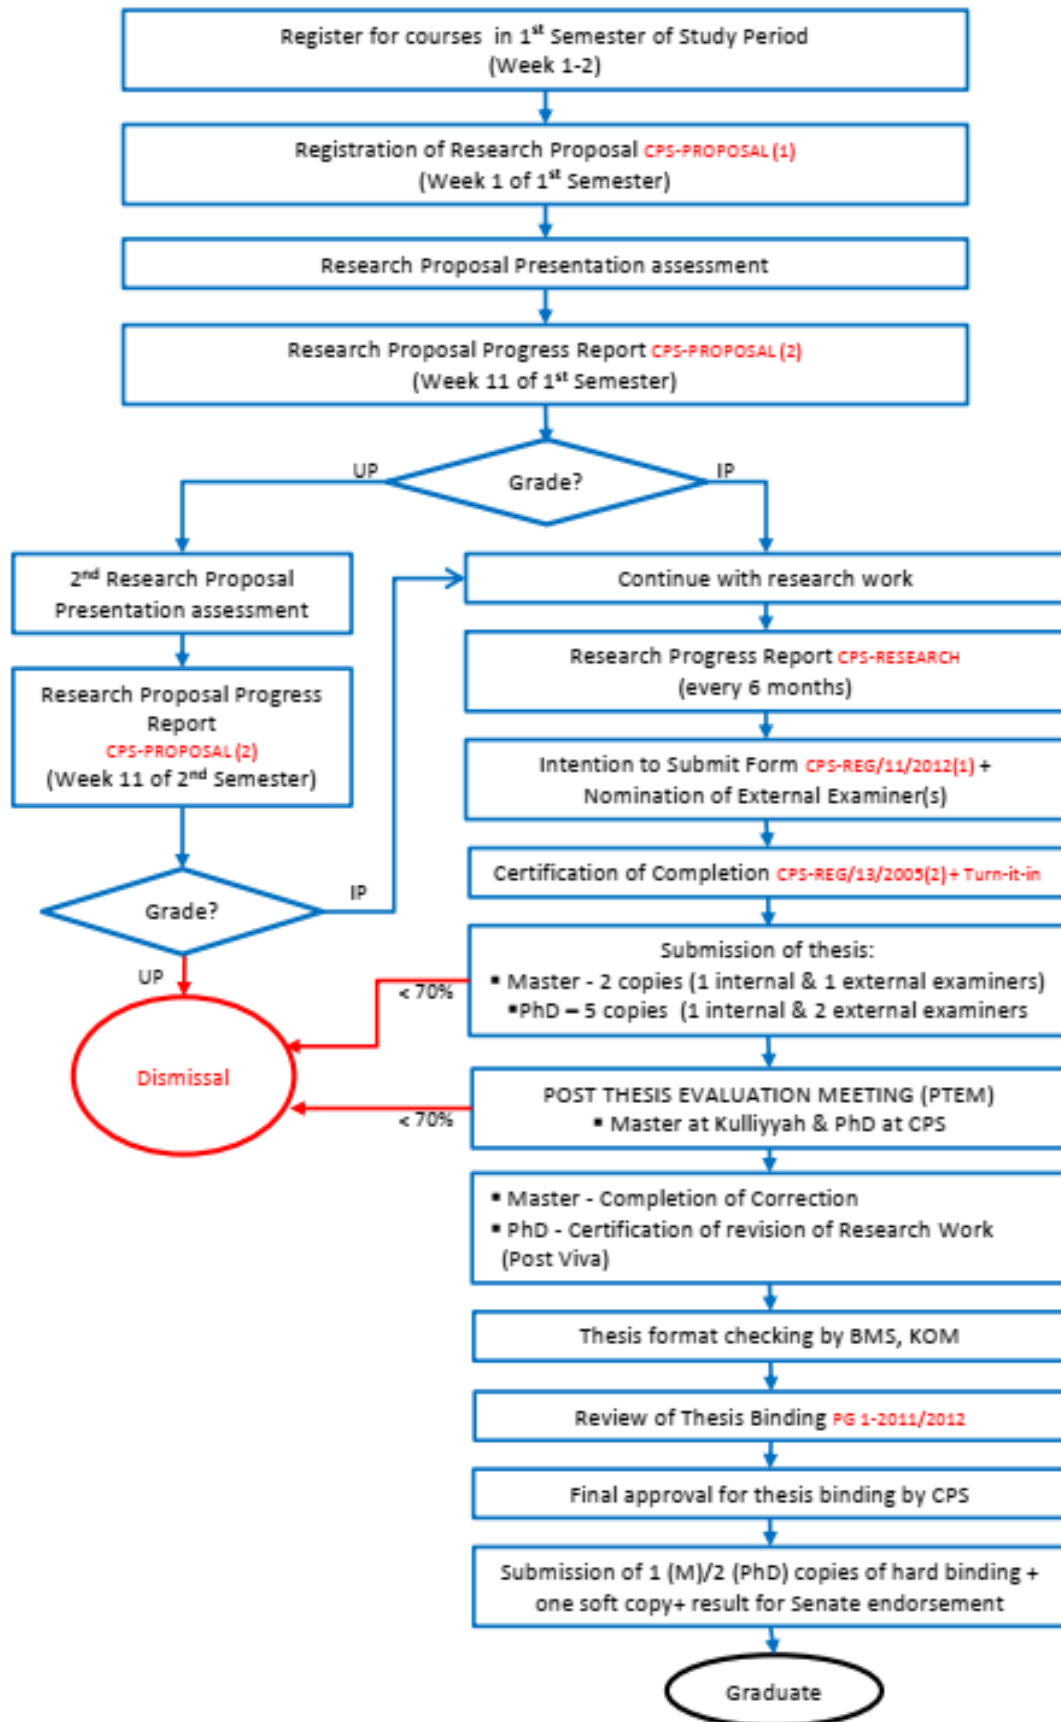 Register for courses in 1st Semester of Study Period
(Week 1-2)
Registration of Research Proposal CPS-PROPOSAL (1)
(Week 1 of 1st Semester)
Research Proposal Presentation assessment
Research Proposal Progress Report CPS-PROPOSAL (2)
(Week 11 of 1st Semester)
UP
Grade?
IP
2nd Research Proposal
Presentation assessment
Research Proposal Progress
Report
CPS-PROPOSAL (2)
(Week 11 of 2nd Semester)
Grade?
IP
UP
Dismissal
Continue with research work
Research Progress Report CPS-RESEARCH
(every 6 months)
Intention to Submit Form CPS-REG/11/2012(1) +
Nomination of External Examiner(s)
Certification of Completion CPS-REG/13/2005(2)+ Turn-it-in
Submission of thesis:
▪ Master - 2 copies (1 internal & 1 external examiners)
▪PhD – 5 copies (1 internal & 2 external examiners
< 70%
POST THESIS EVALUATION MEETING (PTEM)
▪ Master at Kulliyyah & PhD at CPS
< 70%
▪ Master - Completion of Correction
▪ PhD - Certification of revision of Research Work
(Post Viva)
Thesis format checking by BMS, KOM
Review of Thesis Binding PG 1-2011/2012
Final approval for thesis binding by CPS
Submission of 1 (M)/2 (PhD) copies of hard binding +
one soft copy+ result for Senate endorsement
Graduate